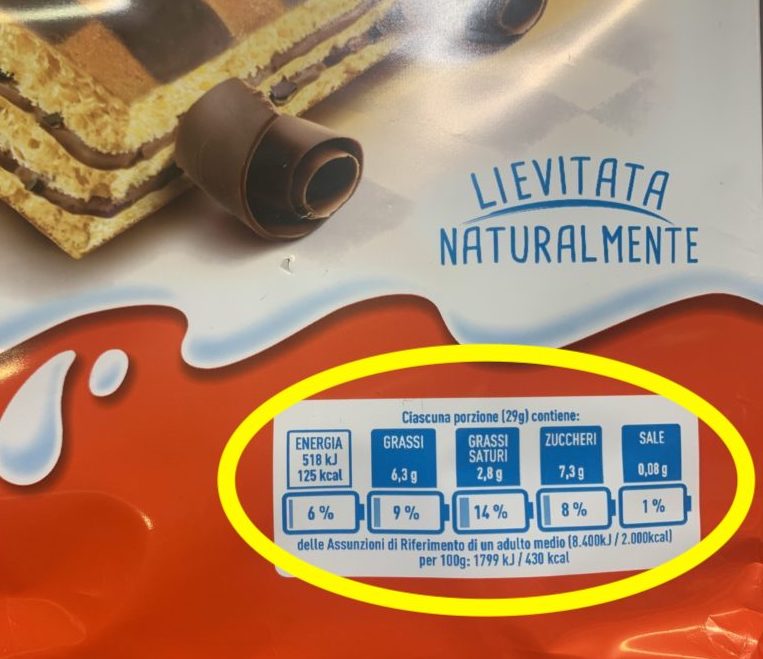 LIEVITATA
NATURALMENTE
Ciascuna porzione (29g) contiene:
ENERGIA GRASSI GRASSI ZUCCHERI SALE
SATURI
518 kJ
125 kcal 6,3 g 2,8 g 7,3 g 0,08 g
6 % 9 % 14 % 8 % 1 %
delle Assunzioni di Riferimento di un adulto medio (8.400kJ / 2.000kcal)
per 100g: 1799 kJ / 430 kcal